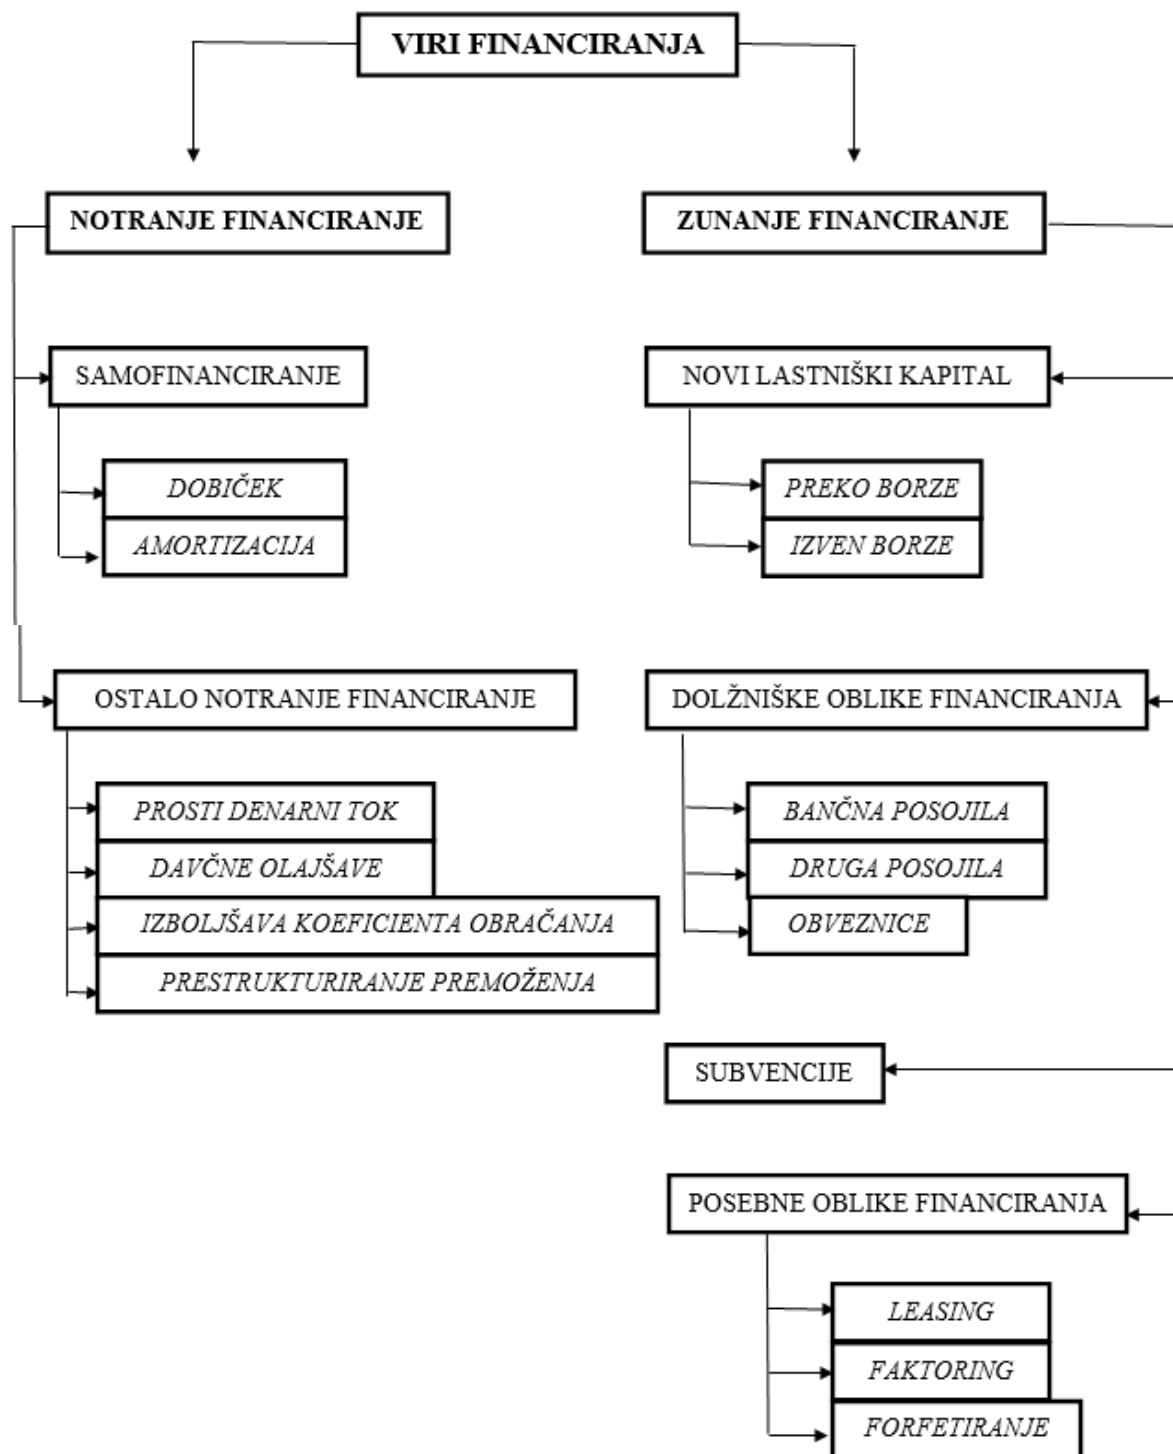 VIRI FINANCIRANJA
NOTRANJE FINANCIRANJE
ZUNANJE FINANCIRANJE
SAMOFINANCIRANJE
DOBIČEK
AMORTIZACIJA
NOVI LASTNIŠKI KAPITAL
PREKO BORZE
IZVEN BORZE
OSTALO NOTRANJE FINANCIRANJE
PROSTI DENARNI TOK
DAVČNE OLAJŠAVE
IZBOLJŠAVA KOEFICIENTA OBRAČANJA
PRESTRUKTURIRANJE PREMOŽENJA
DOLŽNIŠKE OBLIKE FINANCIRANJA
BANČNA POSOJILA
DRUGA POSOJILA
OBVEZNICE
SUBVENCIJE
POSEBNE OBLIKE FINANCIRANJA
LEASING
FAKTORING
FORFETIRANJE